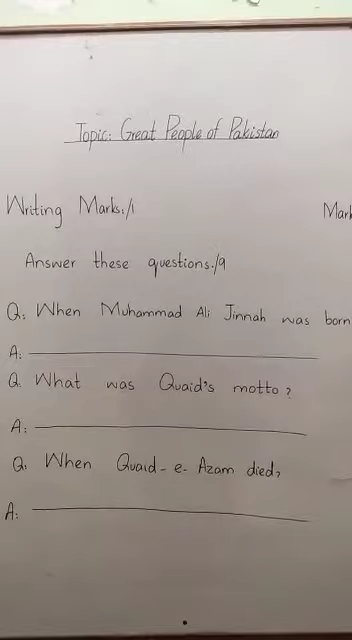 Topic: Great People of Pakistan
Writing Marks:/1 Mark
Answer these questions./9
Q: When Muhammad Ali Jinnah was born
A:
Q. What was Quaid's motto?
A:
Q. When Quaid-e-Azam died?
A: